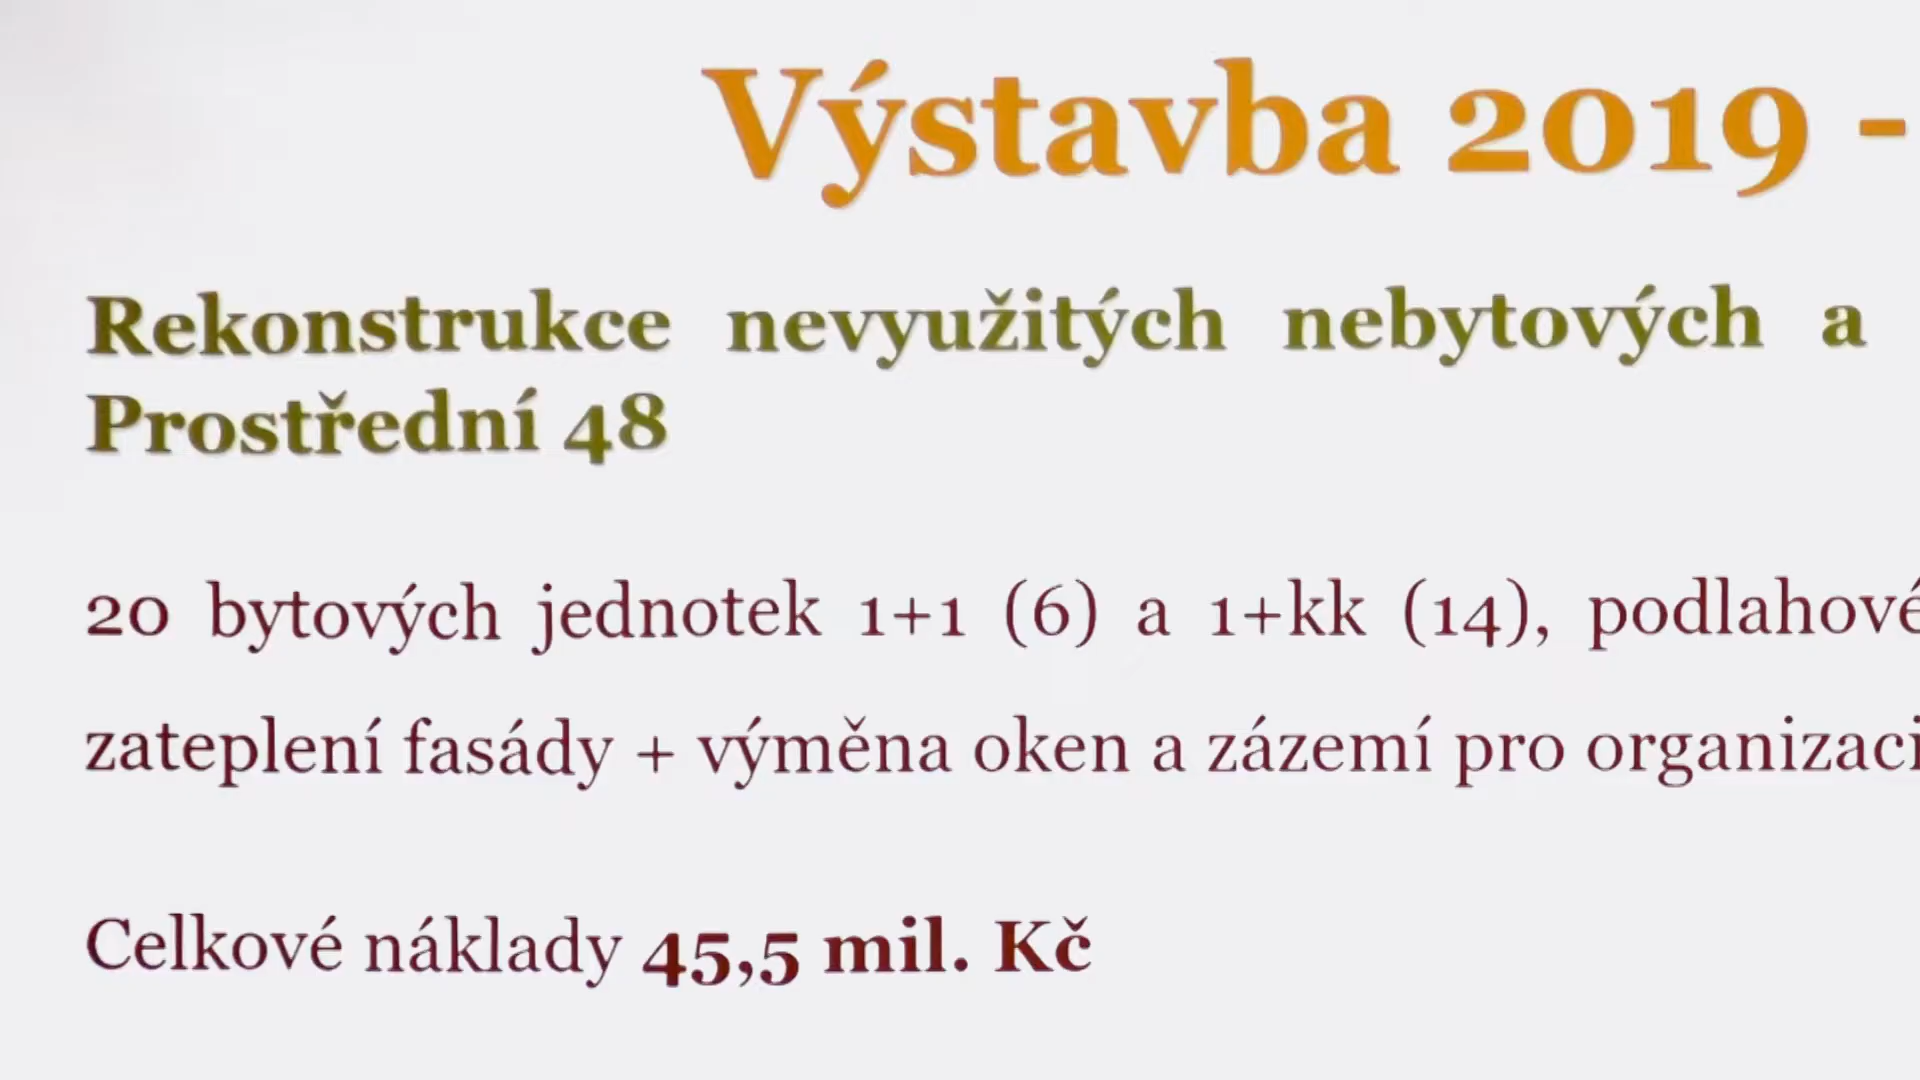 Výstavba 2019 -
Rekonstrukce nevyužitých nebytových a
Prostřední 48
20 bytových jednotek 1+1 (6) a 1+kk (14), podlahové
zateplení fasády + výměna oken a zázemí pro organizaci
Celkové náklady 45,5 mil. Kč